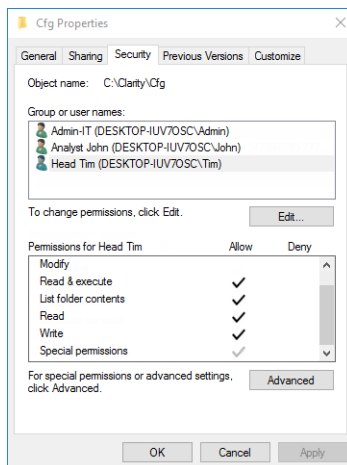 Cfg Properties
General Sharing Security Previous Versions Customize
Object name: C:\Clarity\Cfg
Group or user names:
Admin-IT (DESKTOP-IUV7OSC\Admin)
Analyst John (DESKTOP-IUV7OSC\John)
Head Tim (DESKTOP-IUV7OSC\Tim)
To change permissions, click Edit. Edit...
Permissions for Head Tim Allow Deny
Modify
Read & execute
List folder contents
Read
Write
Special permissions
For special permissions or advanced settings, Advanced
click Advanced.
OK Cancel Apply